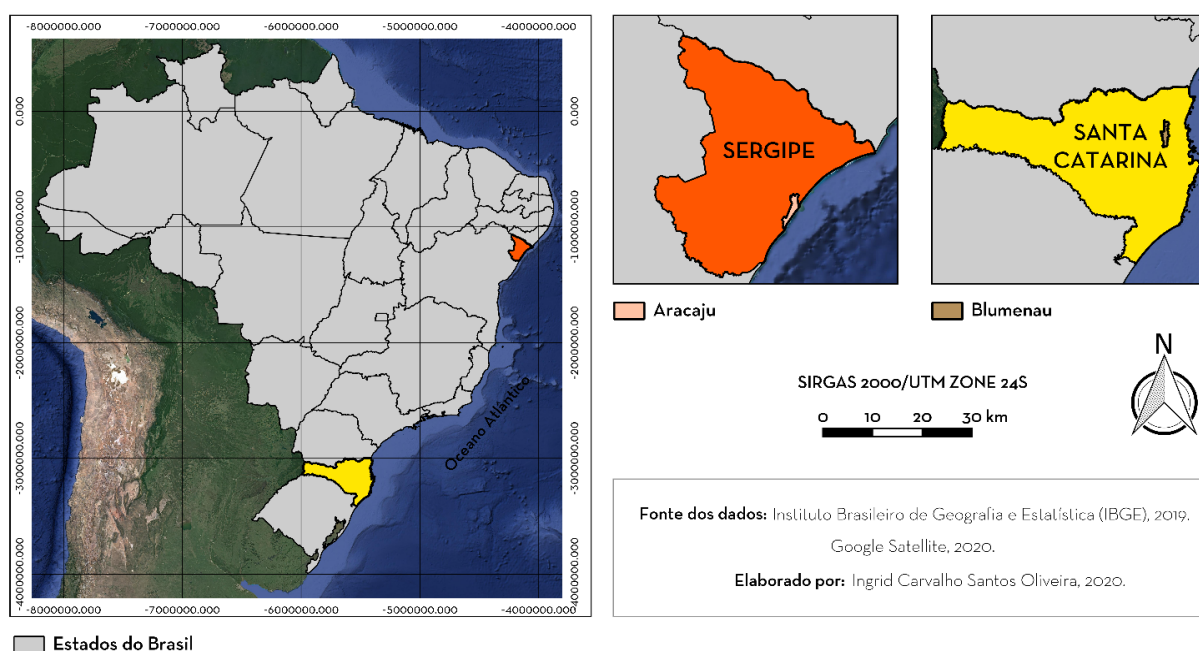 -8000000.000 -7000000.000 -6000000.000 -5000000.000 -4000000.000
0.000
0.000
-1000000.000
-1000000.000
-2000000.000
-2000000.000
-3000000.000
-3000000.000
-4000000.000
-4000000.000
Oceano Atlántico
-8000000.000 -7000000.000 -6000000.000 -5000000.000 -4000000.000
Estados do Brasil
SERGIPE
Aracaju
SANTA
CATARINA
Blumenau
SIRGAS 2000/UTM ZONE 24S
0 10 20 30 km
N
Fonte dos dados: Instituto Brasileiro de Geografia e Estatística (IBGE), 2019.
Google Satellite, 2020.
Elaborado por: Ingrid Carvalho Santos Oliveira, 2020.